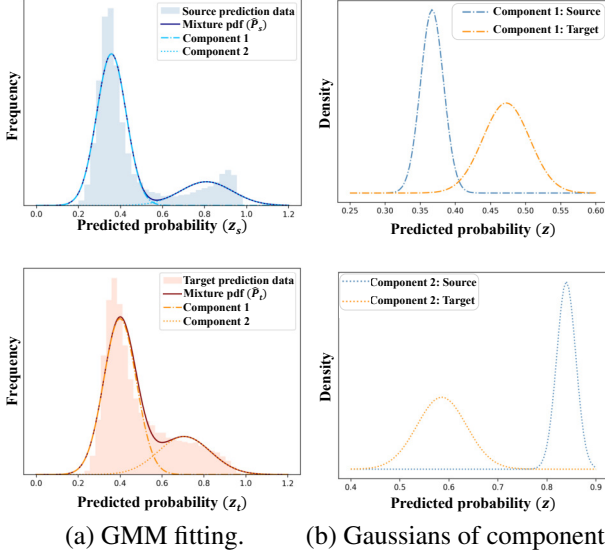 Source prediction data
Mixture pdf (P̂ₛ)
Component 1
Component 2
Frequency
0.0 0.2 0.4 0.6 0.8 1.0 1.2
Predicted probability (zₛ)
Component 1: Source
Component 1: Target
Density
0.25 0.30 0.35 0.40 0.45 0.50 0.55 0.60
Predicted probability (z)
Target prediction data
Mixture pdf (P̂ₜ)
Component 1
Component 2
Frequency
0.0 0.2 0.4 0.6 0.8 1.0 1.2
Predicted probability (zₜ)
Component 2: Source
Component 2: Target
Density
0.4 0.5 0.6 0.7 0.8 0.9
Predicted probability (z)
(a) GMM fitting.
(b) Gaussians of component